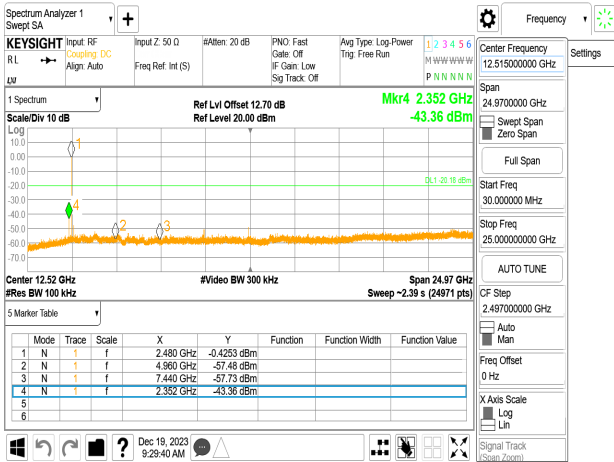 Spectrum Analyzer 1
Swept SA
Frequency
KEYSIGHT Input: RF Input Z: 50 Ω #Atten: 20 dB PNO: Fast Avg Type: Log-Power 1 2 3 4 5 6
R L Coupling: DC Gate: Off Trig: Free Run
Align: Auto Freq Ref: Int (S) IF Gain: Low M W W W W W
Sig Track: Off P N N N N N
LXI
Center Frequency
12.515000000 GHz
Settings
Span
24.9700000 GHz
Swept Span
Zero Span
Full Span
Start Freq
30.000000 MHz
Stop Freq
25.000000000 GHz
AUTO TUNE
CF Step
2.497000000 GHz
Auto
Man
Freq Offset
0 Hz
X Axis Scale
Log
Lin
Signal Track
(Span Zoom)
1 Spectrum
Scale/Div 10 dB
Ref Lvl Offset 12.70 dB
Ref Level 20.00 dBm
Mkr4 2.352 GHz
-43.36 dBm
Log
10.0
0.00
-10.0
-20.0
-30.0
-40.0
-50.0
-60.0
-70.0
1
4
2
3
DL1 -20.18 dBm
Center 12.52 GHz #Video BW 300 kHz Span 24.97 GHz
#Res BW 100 kHz Sweep ~2.39 s (24971 pts)
5 Marker Table
Mode Trace Scale X Y Function Function Width Function Value
1 N 1 f 2.480 GHz -0.4253 dBm
2 N 1 f 4.960 GHz -57.48 dBm
3 N 1 f 7.440 GHz -57.73 dBm
4 N 1 f 2.352 GHz -43.36 dBm
5
6
?
Dec 19, 2023
9:29:40 AM